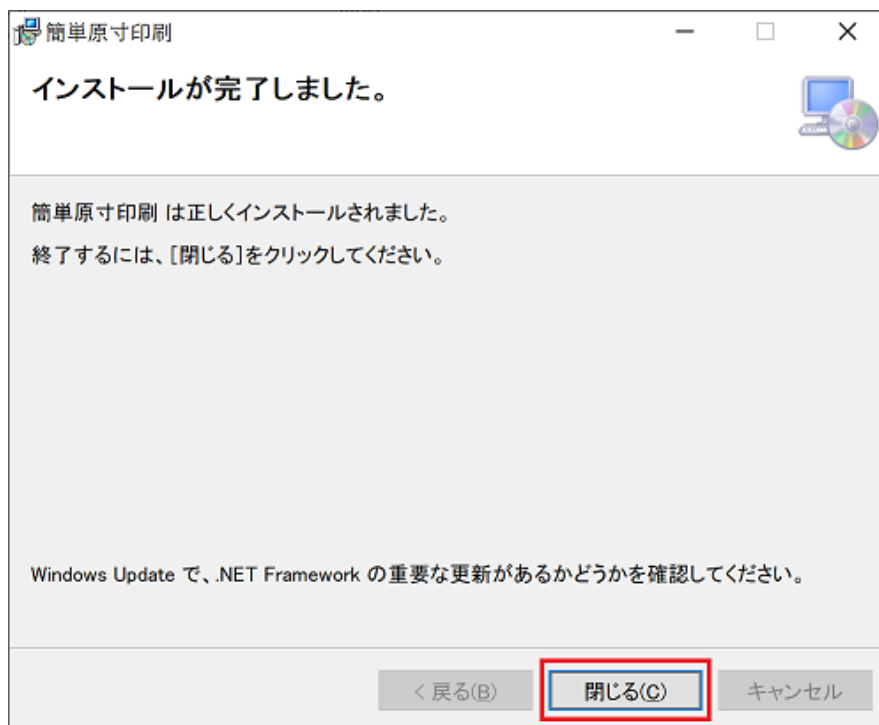 簡単原寸印刷
インストールが完了しました。
簡単原寸印刷 は正しくインストールされました。
終了するには、[閉じる]をクリックしてください。
Windows Update で、.NET Framework の重要な更新があるかどうかを確認してください。
< 戻る(B) 閉じる(C) キャンセル